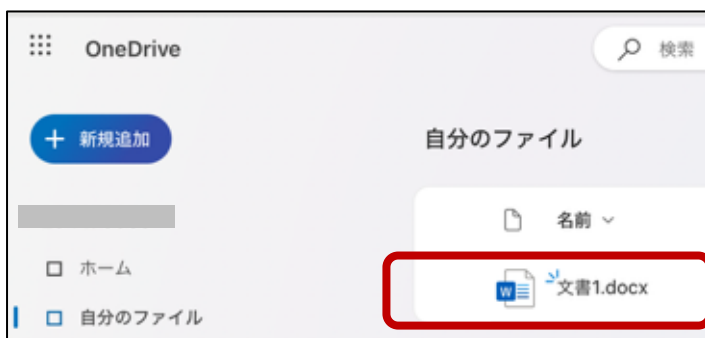 OneDrive
検索
新規追加
自分のファイル
名前
ホーム
文書1.docx
自分のファイル